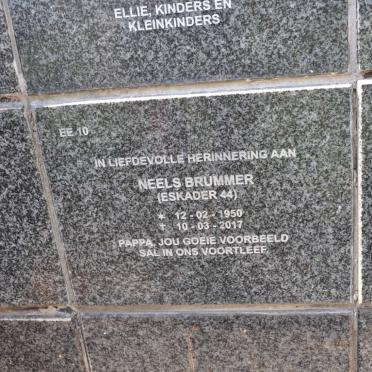 ELLIE, KINDERS EN
KLEINKINDERS
EE 10
IN LIEFDEVOLLE HERINNERING AAN
NEELS BRÜMMER
(ESKADER 44)
* 12 - 02 - 1950
† 10 - 03 - 2017
PAPPA, JOU GOEIE VOORBEELD
SAL IN ONS VOORTLEEF